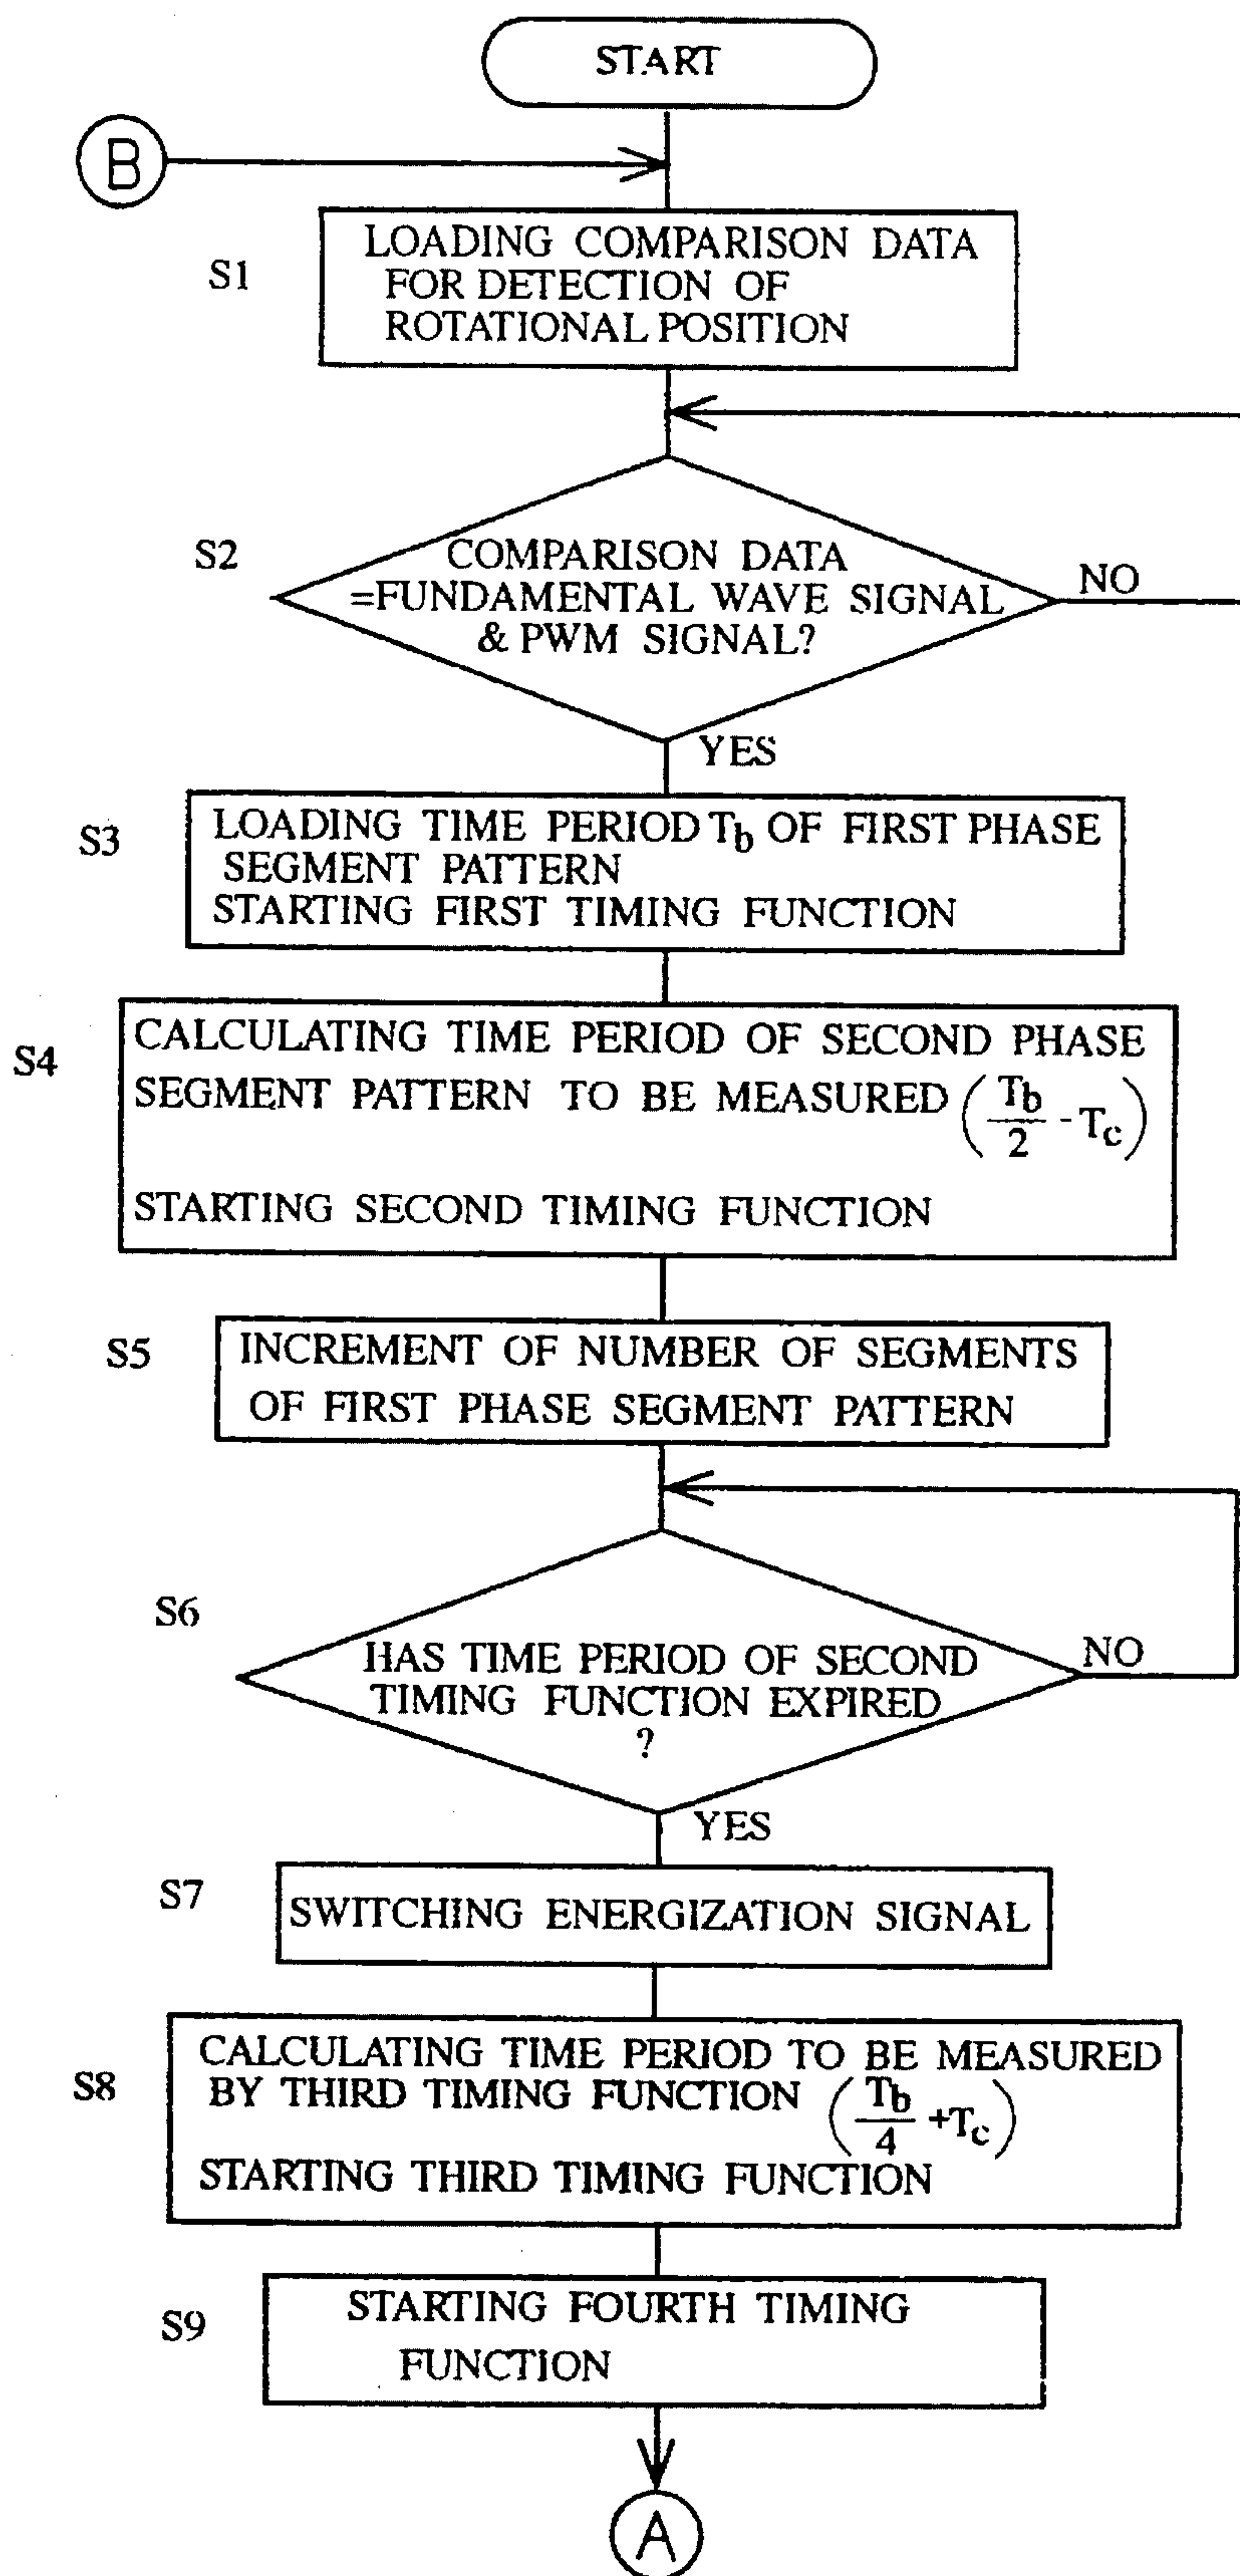 START
B
S1
LOADING COMPARISON DATA
FOR DETECTION OF
ROTATIONAL POSITION
S2
COMPARISON DATA
=FUNDAMENTAL WAVE SIGNAL
& PWM SIGNAL?
NO
YES
S3
LOADING TIME PERIOD Tb OF FIRST PHASE
SEGMENT PATTERN
STARTING FIRST TIMING FUNCTION
S4
CALCULATING TIME PERIOD OF SECOND PHASE
SEGMENT PATTERN TO BE MEASURED (Tb/2 - Tc)
STARTING SECOND TIMING FUNCTION
S5
INCREMENT OF NUMBER OF SEGMENTS
OF FIRST PHASE SEGMENT PATTERN
S6
HAS TIME PERIOD OF SECOND
TIMING FUNCTION EXPIRED
?
NO
YES
S7
SWITCHING ENERGIZATION SIGNAL
S8
CALCULATING TIME PERIOD TO BE MEASURED
BY THIRD TIMING FUNCTION (Tb/4 +Tc)
STARTING THIRD TIMING FUNCTION
S9
STARTING FOURTH TIMING
FUNCTION
A